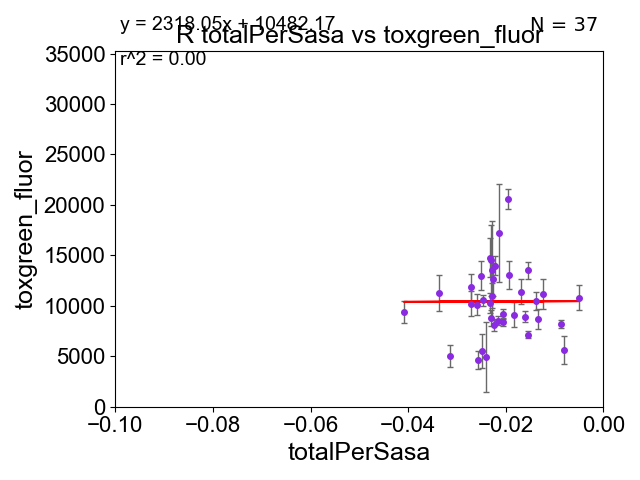 y = 2318.05x + 10482.17
N = 37
R totalPerSasa vs toxgreen_fluor
r^2 = 0.00
35000
30000
25000
20000
15000
10000
5000
0
toxgreen_fluor
−0.10 −0.08 −0.06 −0.04 −0.02 0.00
totalPerSasa